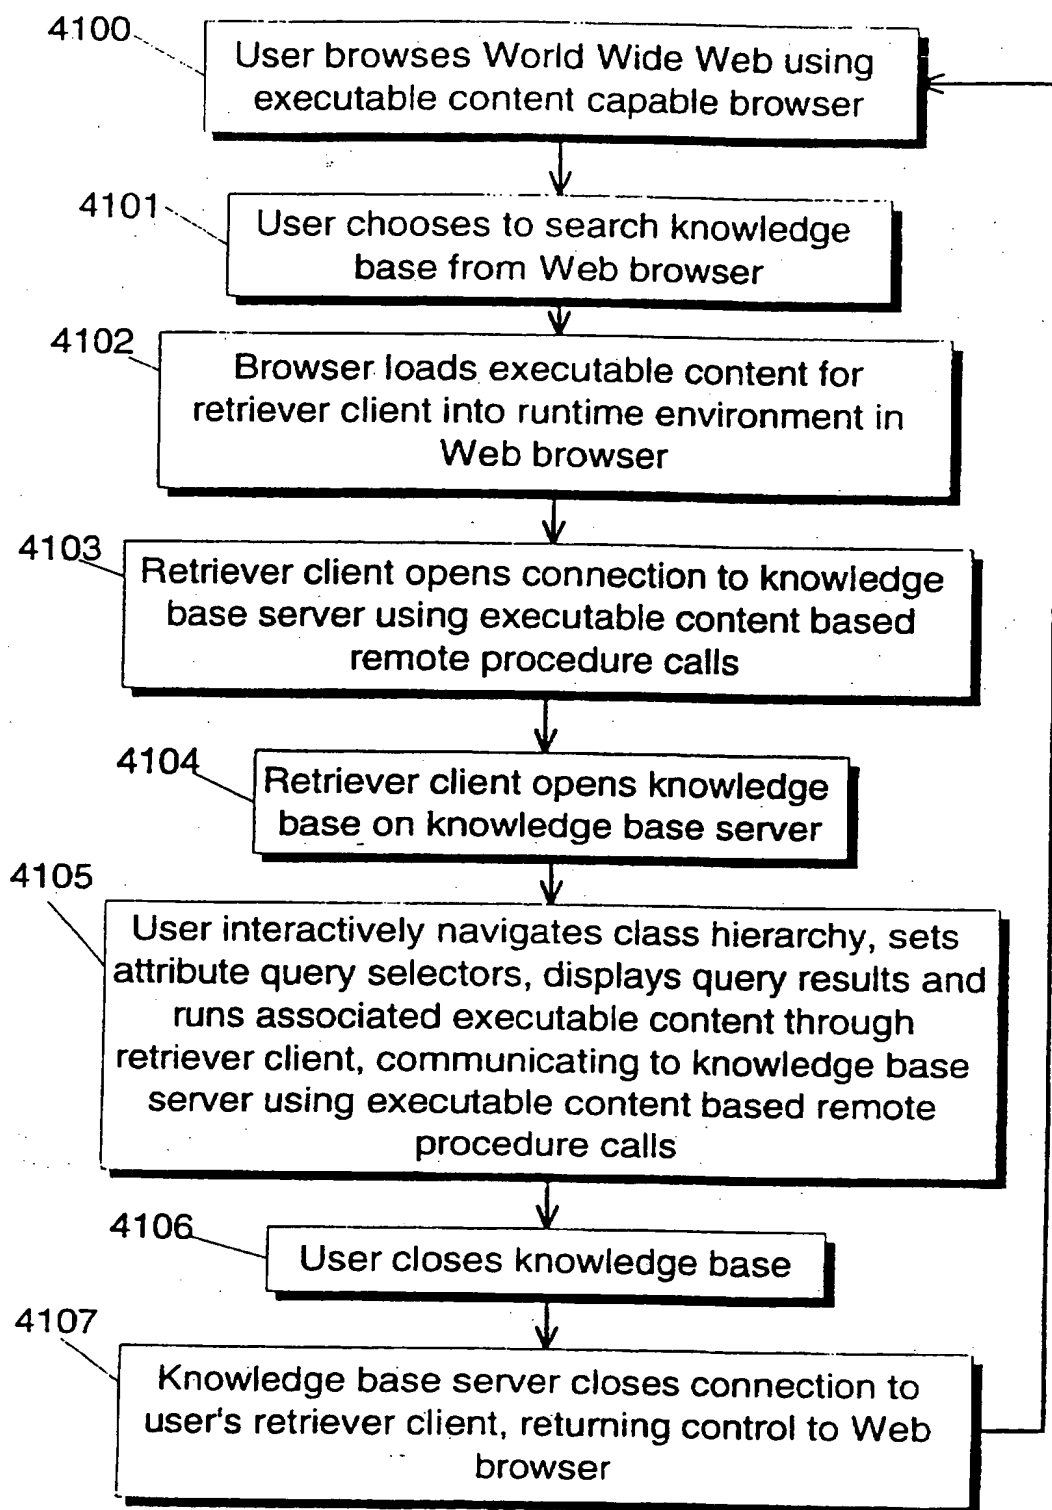 4100
User browses World Wide Web using
executable content capable browser
4101
User chooses to search knowledge
base from Web browser
4102
Browser loads executable content for
retriever client into runtime environment in
Web browser
4103
Retriever client opens connection to knowledge
base server using executable content based
remote procedure calls
4104
Retriever client opens knowledge
base on knowledge base server
4105
User interactively navigates class hierarchy, sets
attribute query selectors, displays query results and
runs associated executable content through
retriever client, communicating to knowledge base
server using executable content based remote
procedure calls
4106
User closes knowledge base
4107
Knowledge base server closes connection to
user's retriever client, returning control to Web
browser